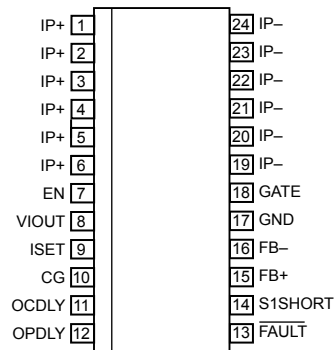 IP+ 1 24 IP–
IP+ 2 23 IP–
IP+ 3 22 IP–
IP+ 4 21 IP–
IP+ 5 20 IP–
IP+ 6 19 IP–
EN 7 18 GATE
VIOUT 8 17 GND
ISET 9 16 FB–
CG 10 15 FB+
OCDLY 11 14 S1SHORT
OPDLY 12 13 FAULT